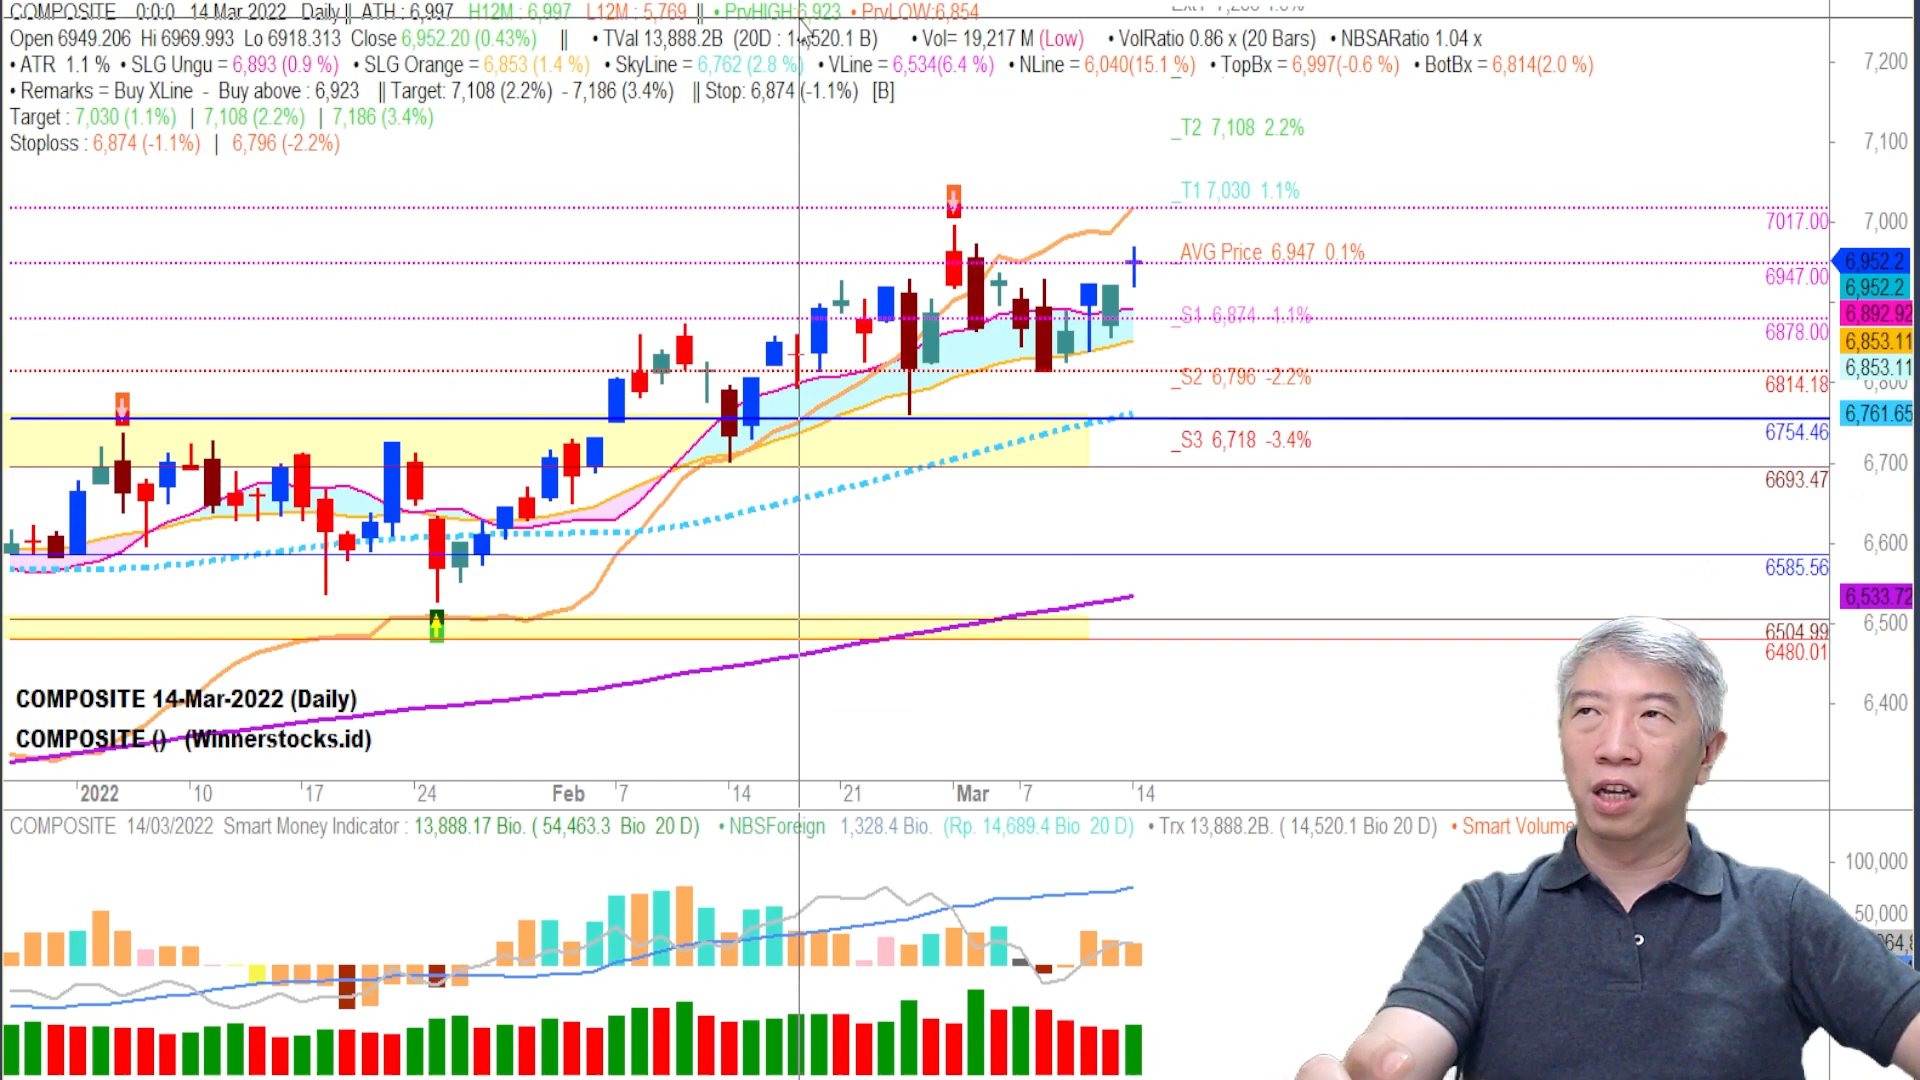 COMPOSITE 0:0:0 14 Mar 2022 Daily || ATH : 6,997 H12M : 6,997 L12M : 5,769 || • PrvHIGH:6,923 • PrvLOW:6,854
Open 6949.206 Hi 6969.993 Lo 6918.313 Close 6,952.20 (0.43%) || • TVal 13,888.2B (20D : 14,520.1 B) • Vol= 19,217 M (Low) • VolRatio 0.86 x (20 Bars) • NBSARatio 1.04 x
• ATR 1.1 % • SLG Ungu = 6,893 (0.9 %) • SLG Orange = 6,853 (1.4 %) • SkyLine = 6,762 (2.8 %) • VLine = 6,534(6.4 %) • NLine = 6,040(15.1 %) • TopBx = 6,997(-0.6 %) • BotBx = 6,814(2.0 %)
• Remarks = Buy XLine - Buy above : 6,923 || Target: 7,108 (2.2%) - 7,186 (3.4%) || Stop: 6,874 (-1.1%) [B]
Target : 7,030 (1.1%) | 7,108 (2.2%) | 7,186 (3.4%)
Stoploss : 6,874 (-1.1%) | 6,796 (-2.2%)
_T2 7,108 2.2%
_T1 7,030 1.1%
AVG Price 6,947 0.1%
_S1 6,874 -1.1%
_S2 6,796 -2.2%
_S3 6,718 -3.4%
7017.00
6947.00
6878.00
6814.18
6754.46
6693.47
6585.56
6504.99
6480.01
7,200
7,100
7,000
6,952.2
6,952.2
6,892.92
6,853.11
6,853.11
6,800
6,761.65
6,700
6,600
6,533.72
6,500
6,400
COMPOSITE 14-Mar-2022 (Daily)
COMPOSITE () (Winnerstocks.id)
2022 10 17 24 Feb 7 14 21 Mar 7 14
COMPOSITE 14/03/2022 Smart Money Indicator : 13,888.17 Bio. ( 54,463.3 Bio 20 D) • NBSForeign 1,328.4 Bio. (Rp. 14,689.4 Bio 20 D) • Trx 13,888.2B. ( 14,520.1 Bio 20 D) • Smart Volume
100,000
50,000